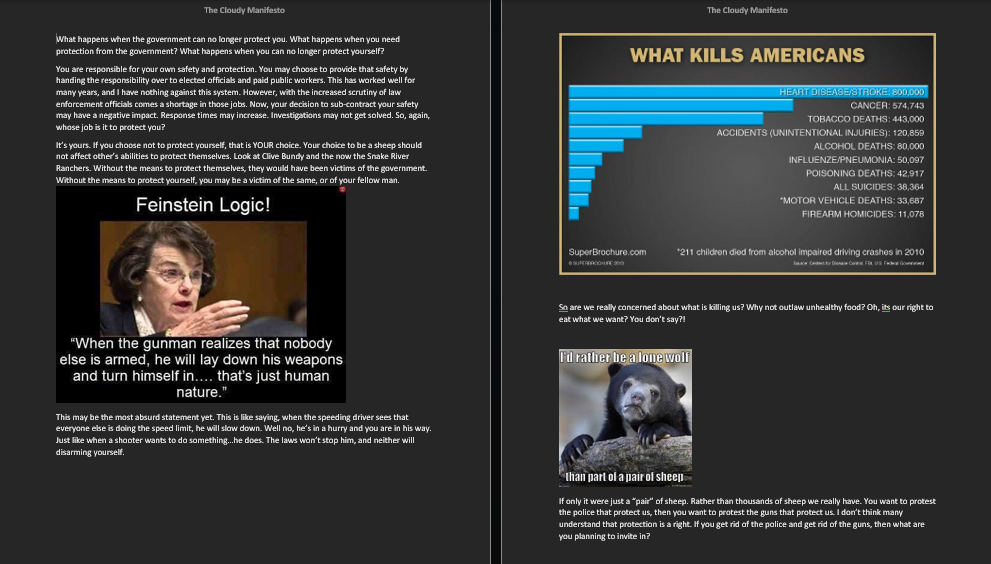 The Cloudy Manifesto
What happens when the government can no longer protect you. What happens when you need
protection from the government? What happens when you can no longer protect yourself?
You are responsible for your own safety and protection. You may choose to provide that safety by
handing the responsibility over to elected officials and paid public workers. This has worked well for
many years, and I have nothing against this system. However, with the increased scrutiny of law
enforcement officials comes a shortage in those jobs. Now, your decision to sub-contract your safety
may have a negative impact. Response times may increase. Investigations may not get solved. So, again,
whose job is it to protect you?
It's yours. If you choose not to protect yourself, that is YOUR choice. Your choice to be a sheep should
not affect other's abilities to protect themselves. Look at Clive Bundy and the now the Snake River
Ranchers. Without the means to protect themselves, they would have been victims of the government.
Without the means to protect yourself, you may be a victim of the same, or of your fellow man.
Feinstein Logic!
"When the gunman realizes that nobody
else is armed, he will lay down his weapons
and turn himself in.... that's just human
nature."
This may be the most absurd statement yet. This is like saying, when the speeding driver sees that
everyone else is doing the speed limit, he will slow down. Well no, he's in a hurry and you are in his way.
Just like when a shooter wants to do something...he does. The laws won't stop him, and neither will
disarming yourself.
The Cloudy Manifesto
WHAT KILLS AMERICANS
HEART DISEASE/STROKE: 800,000
CANCER: 574,743
TOBACCO DEATHS: 443,000
ACCIDENTS (UNINTENTIONAL INJURIES): 120,859
ALCOHOL DEATHS: 80,000
INFLUENZE/PNEUMONIA: 50,097
POISONING DEATHS: 42,917
ALL SUICIDES: 38,364
*MOTOR VEHICLE DEATHS: 33,687
FIREARM HOMICIDES: 11,078
SuperBrochure.com *211 children died from alcohol impaired driving crashes in 2010
© SUPERBROCHURE 2013 Source: Centers for Disease Control, FBI, U.S. Federal Government
So are we really concerned about what is killing us? Why not outlaw unhealthy food? Oh, its our right to
eat what we want? You don't say?!
I'd rather be a lone wolf
than part of a pair of sheep
If only it were just a "pair" of sheep. Rather than thousands of sheep we really have. You want to protest
the police that protect us, then you want to protest the guns that protect us. I don't think many
understand that protection is a right. If you get rid of the police and get rid of the guns, then what are
you planning to invite in?